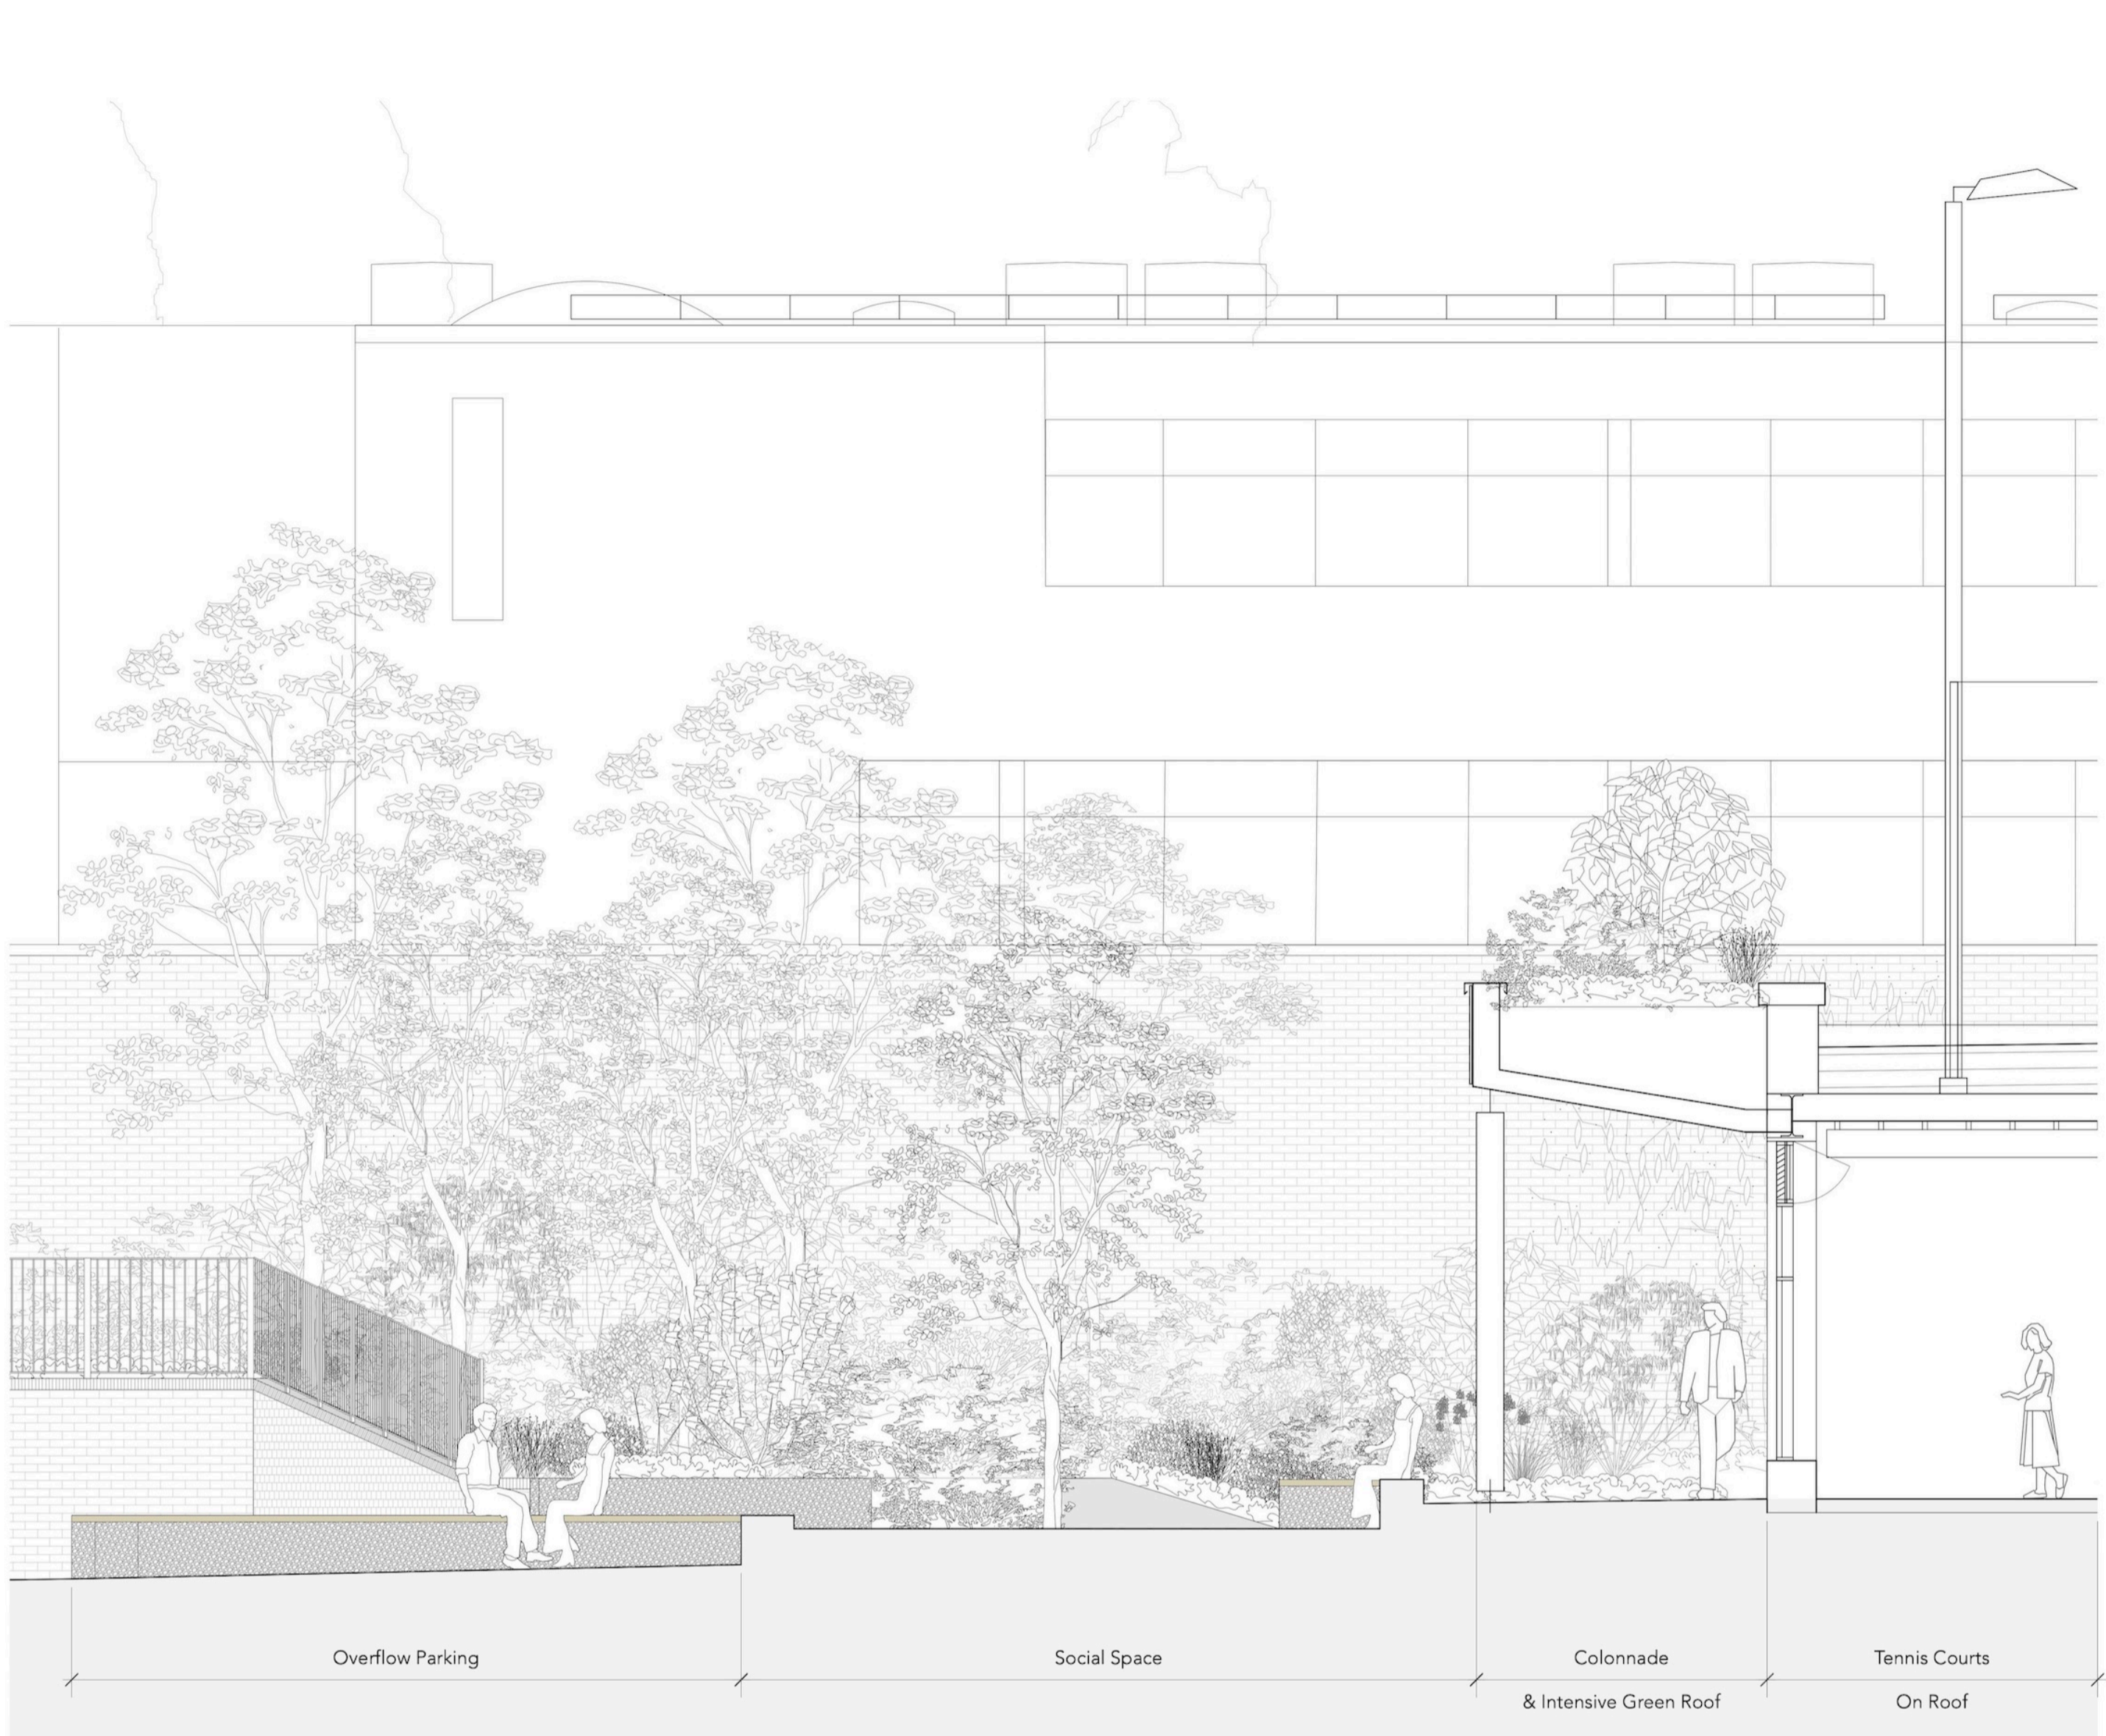 Overflow Parking
Social Space
Colonnade
& Intensive Green Roof
Tennis Courts
On Roof